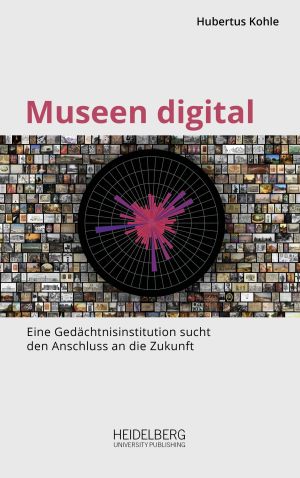 Hubertus Kohle
Museen digital
Eine Gedächtnisinstitution sucht
den Anschluss an die Zukunft
HEIDELBERG
UNIVERSITY PUBLISHING